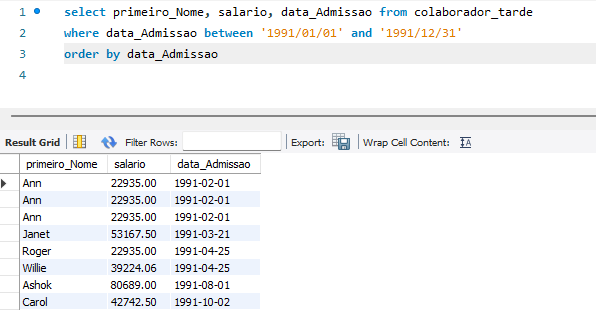 1 select primeiro_Nome, salario, data_Admissao from colaborador_tarde
2 where data_Admissao between '1991/01/01' and '1991/12/31'
3 order by data_Admissao
4
Result Grid Filter Rows: Export: Wrap Cell Content:
primeiro_Nome salario data_Admissao
Ann 22935.00 1991-02-01
Ann 22935.00 1991-02-01
Ann 22935.00 1991-02-01
Janet 53167.50 1991-03-21
Roger 22935.00 1991-04-25
Willie 39224.06 1991-04-25
Ashok 80689.00 1991-08-01
Carol 42742.50 1991-10-02